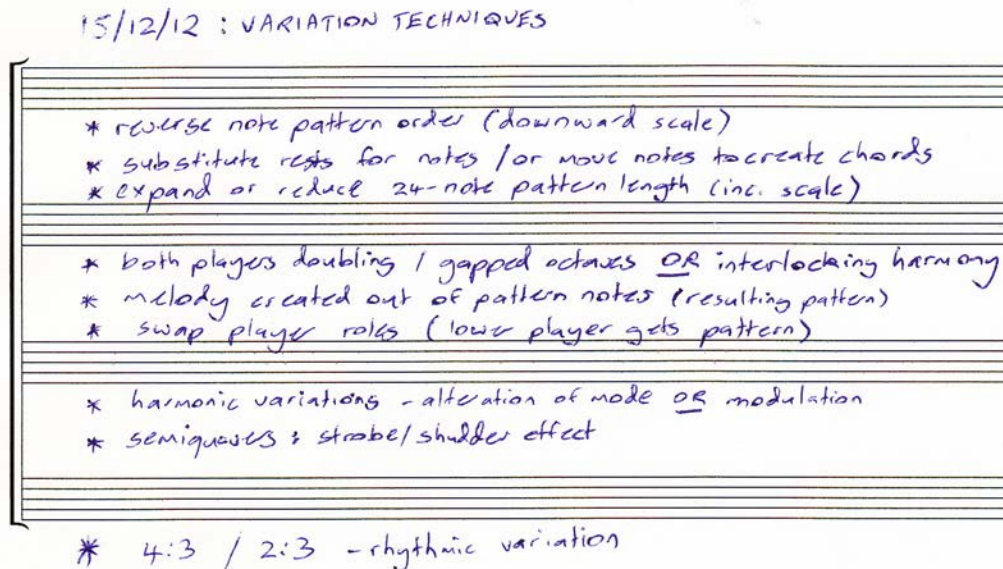 15/12/12 : VARIATION TECHNIQUES
* reverse note pattern order (downward scale)
* substitute rests for notes / or move notes to create chords
* expand or reduce 24-note pattern length (inc. scale)
* both players doubling / gapped octaves OR interlocking harmony
* melody created out of pattern notes (resulting pattern)
* swap player roles (lower player gets pattern)
* harmonic variations - alteration of mode OR modulation
* semiquavers : strobe/shudder effect
* 4:3 / 2:3 - rhythmic variation